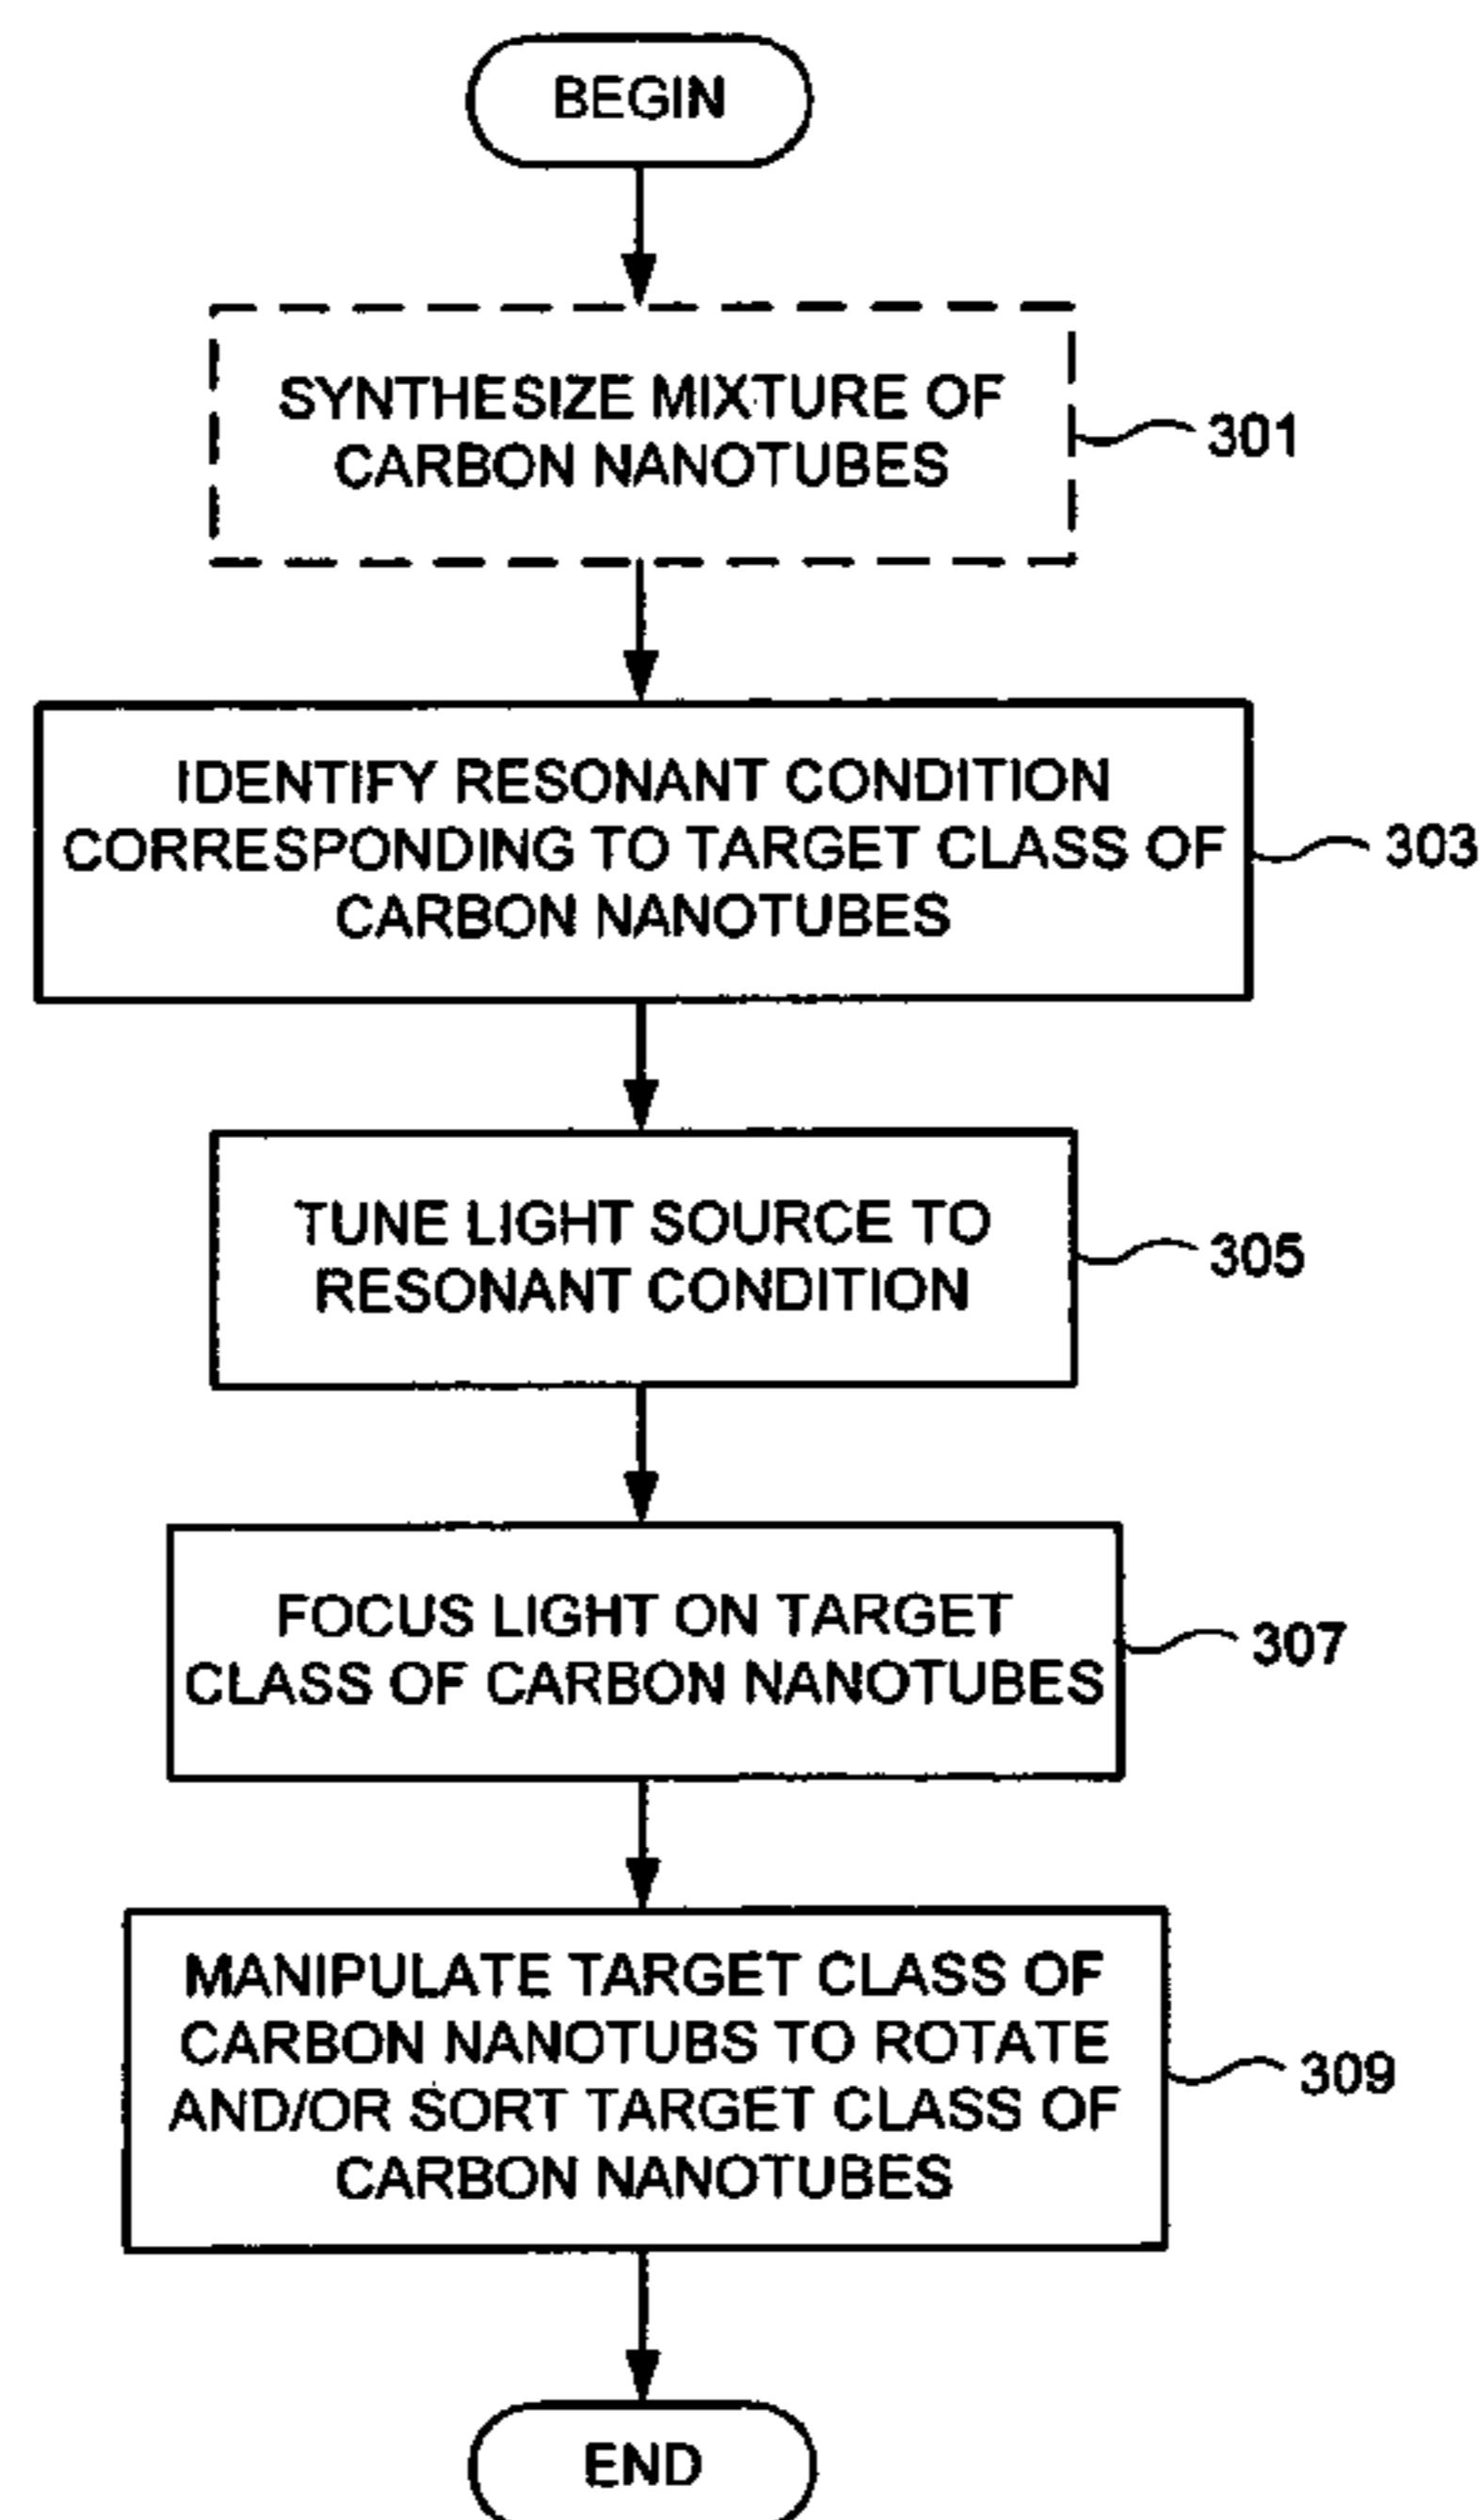 BEGIN
SYNTHESIZE MIXTURE OF
CARBON NANOTUBES
301
IDENTIFY RESONANT CONDITION
CORRESPONDING TO TARGET CLASS OF
CARBON NANOTUBES
303
TUNE LIGHT SOURCE TO
RESONANT CONDITION
305
FOCUS LIGHT ON TARGET
CLASS OF CARBON NANOTUBES
307
MANIPULATE TARGET CLASS OF
CARBON NANOTUBS TO ROTATE
AND/OR SORT TARGET CLASS OF
CARBON NANOTUBES
309
END